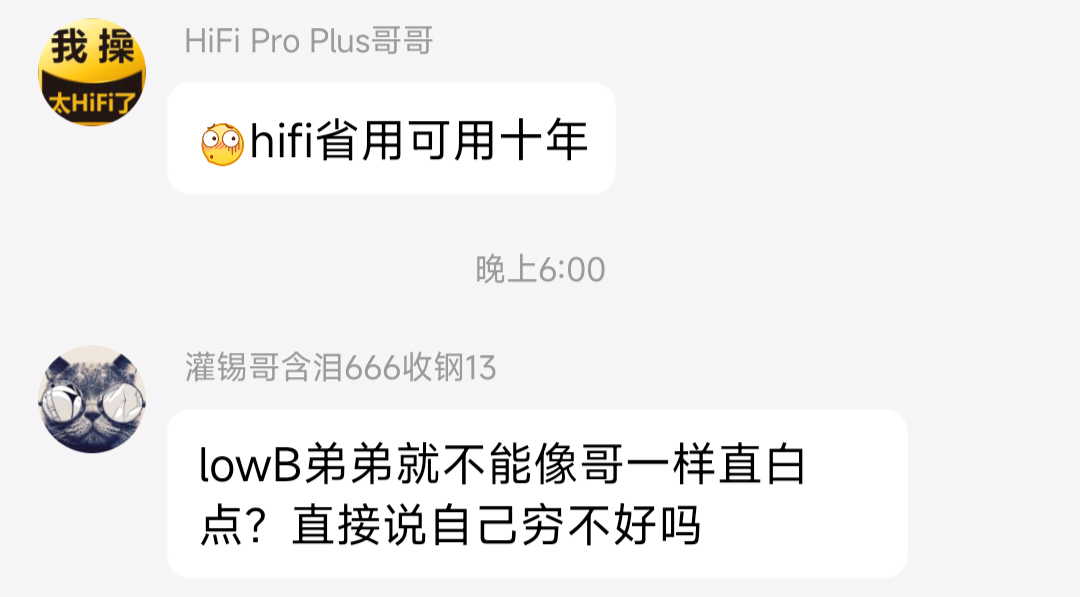 我操
太HiFi了
HiFi Pro Plus哥哥
hifi省用可用十年
晚上6:00
灌锡哥含泪666收钢13
lowB弟弟就不能像哥一样直白
点？直接说自己穷不好吗